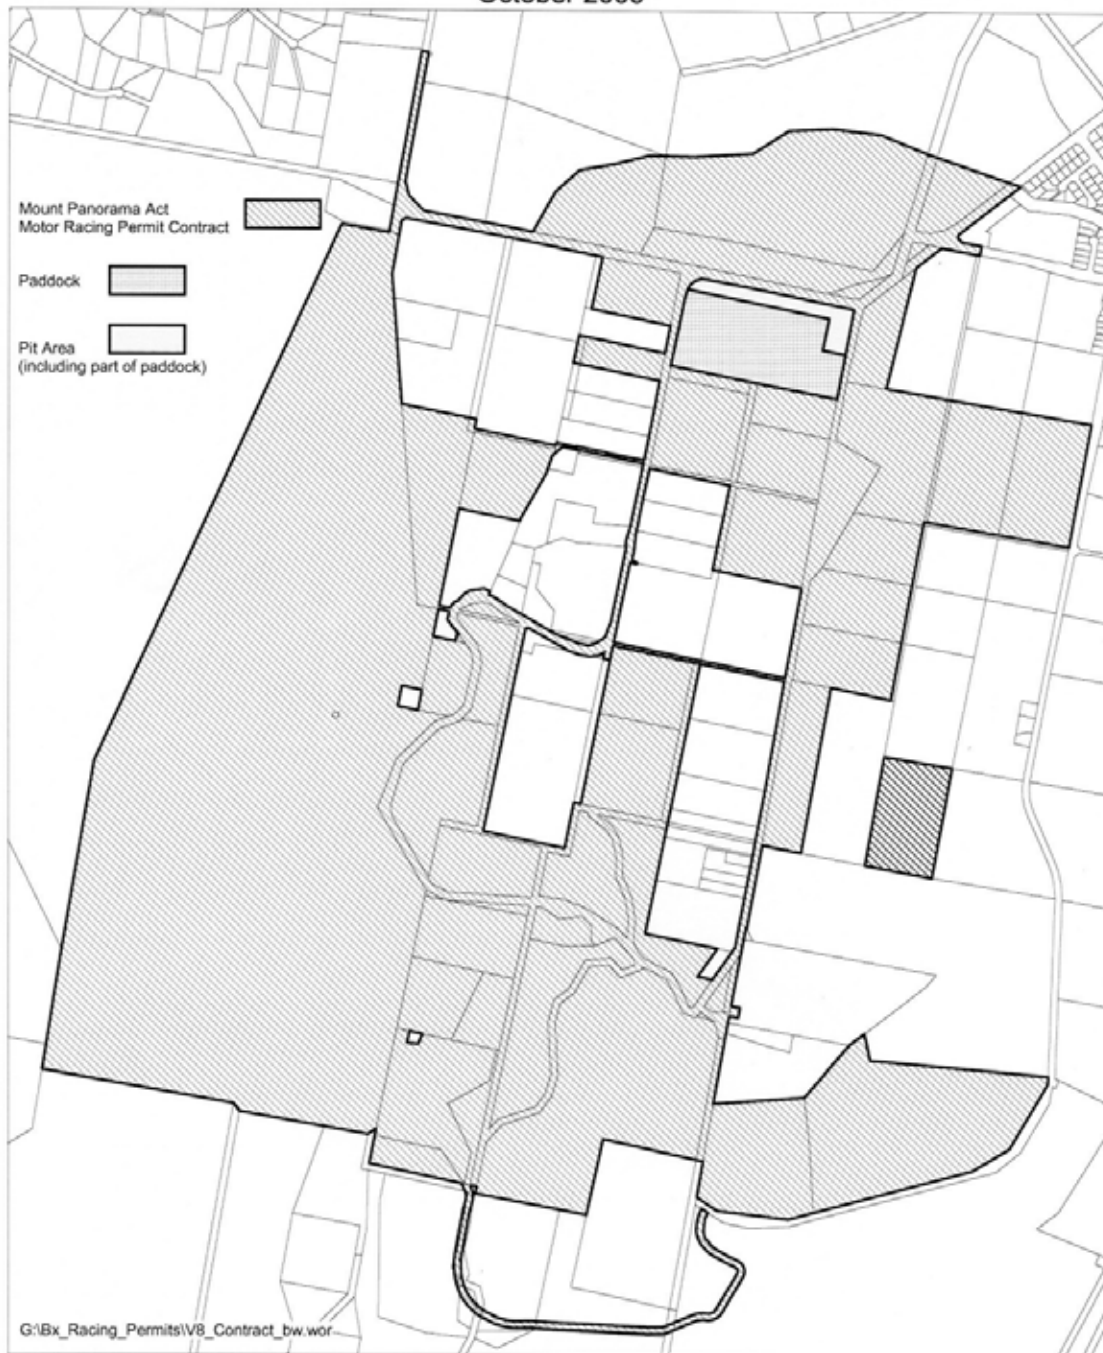 Mount Panorama Act
Motor Racing Permit Contract
Paddock
Pit Area
(including part of paddock)
G:\Bx_Racing_Permits\V8_Contract_bw.wor